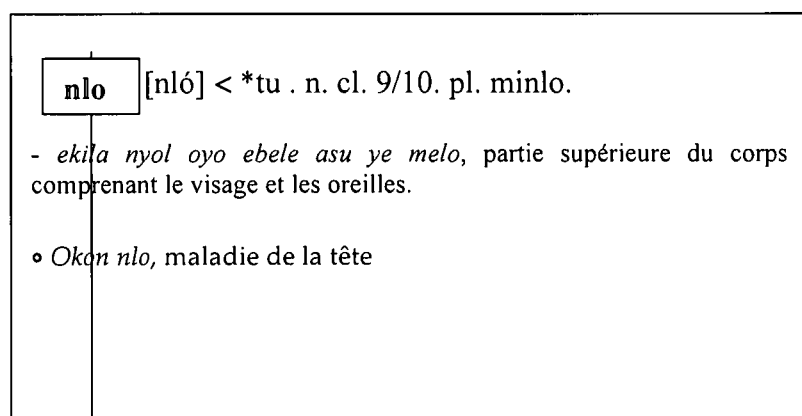 nlo [nló] < *tu . n. cl. 9/10. pl. minlo.
- ekila nyol oyo ebele asu ye melo, partie supérieure du corps
comprenant le visage et les oreilles.
∘ Okon nlo, maladie de la tête